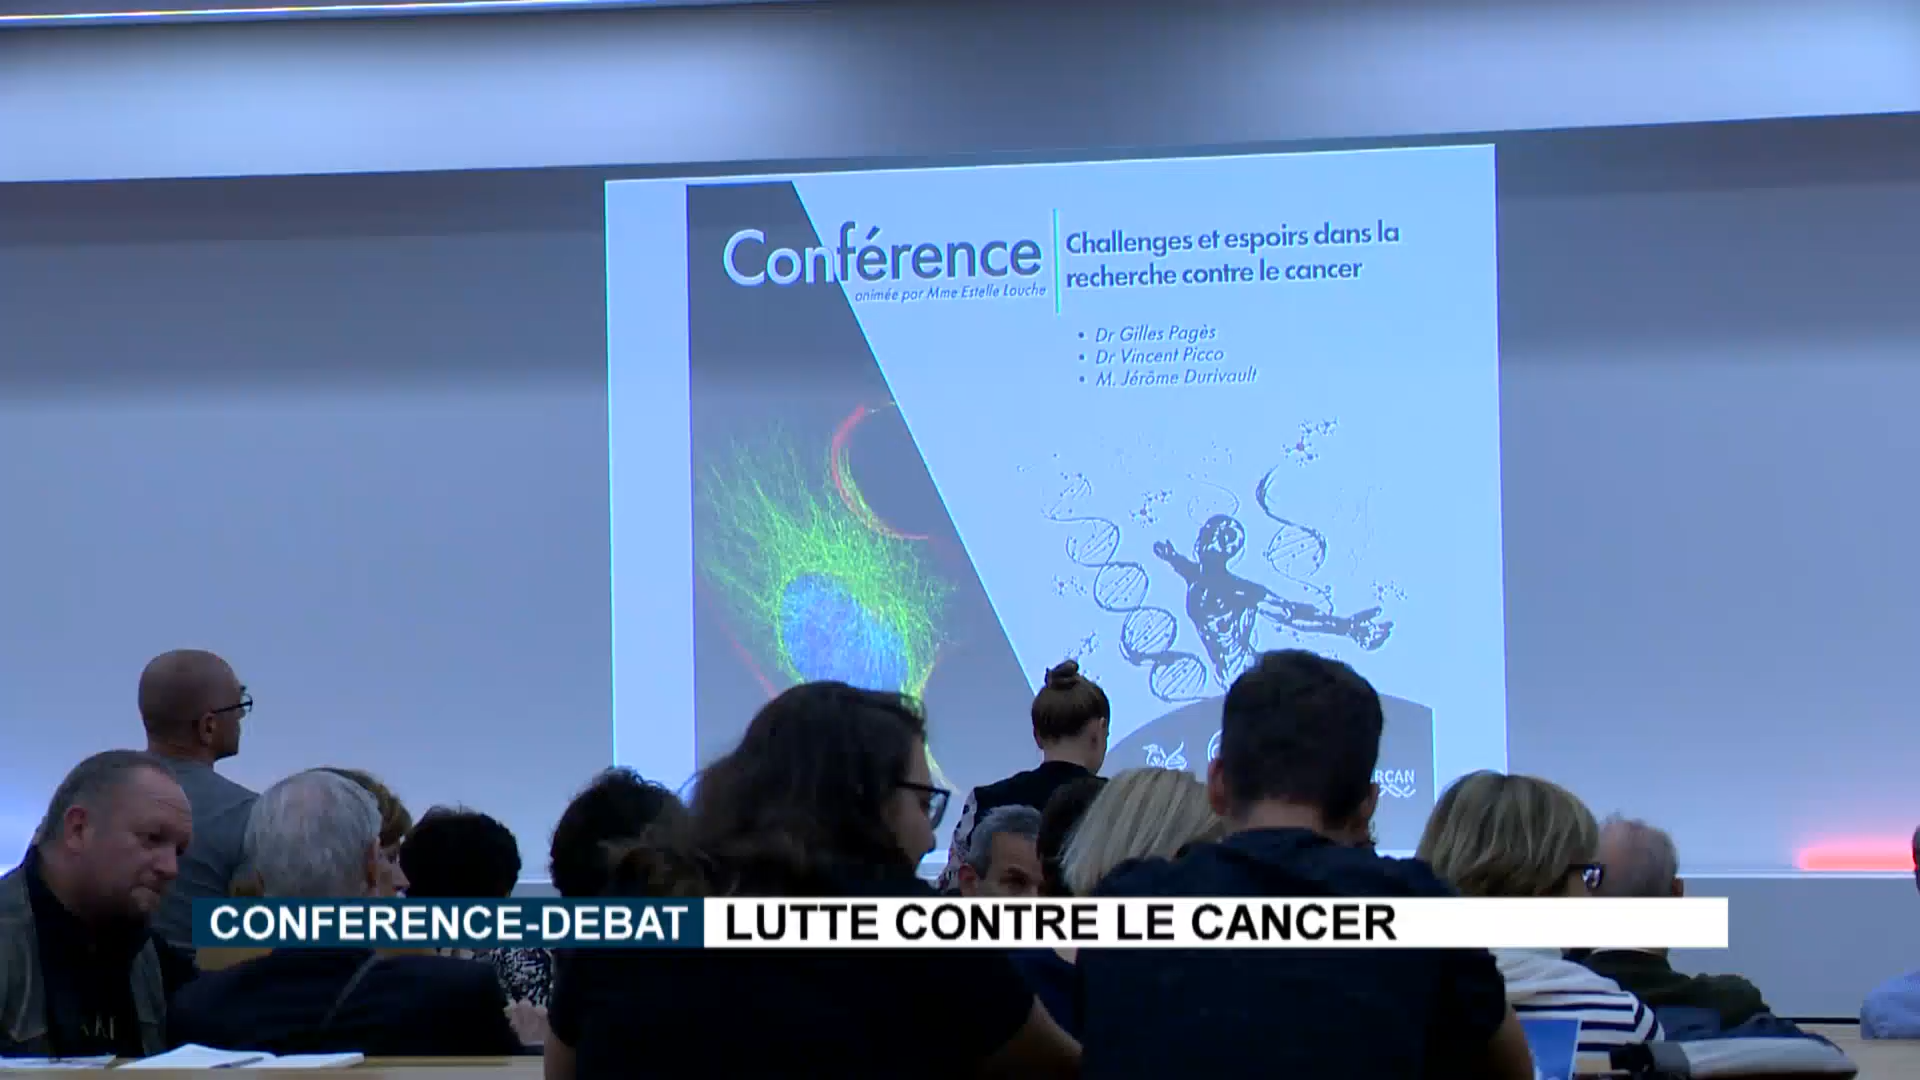 Conférence
animée par Mme Estelle Louche
Challenges et espoirs dans la
recherche contre le cancer
• Dr Gilles Pagès
• Dr Vincent Picco
• M. Jérôme Durivault
RCAN
CONFERENCE-DEBAT LUTTE CONTRE LE CANCER